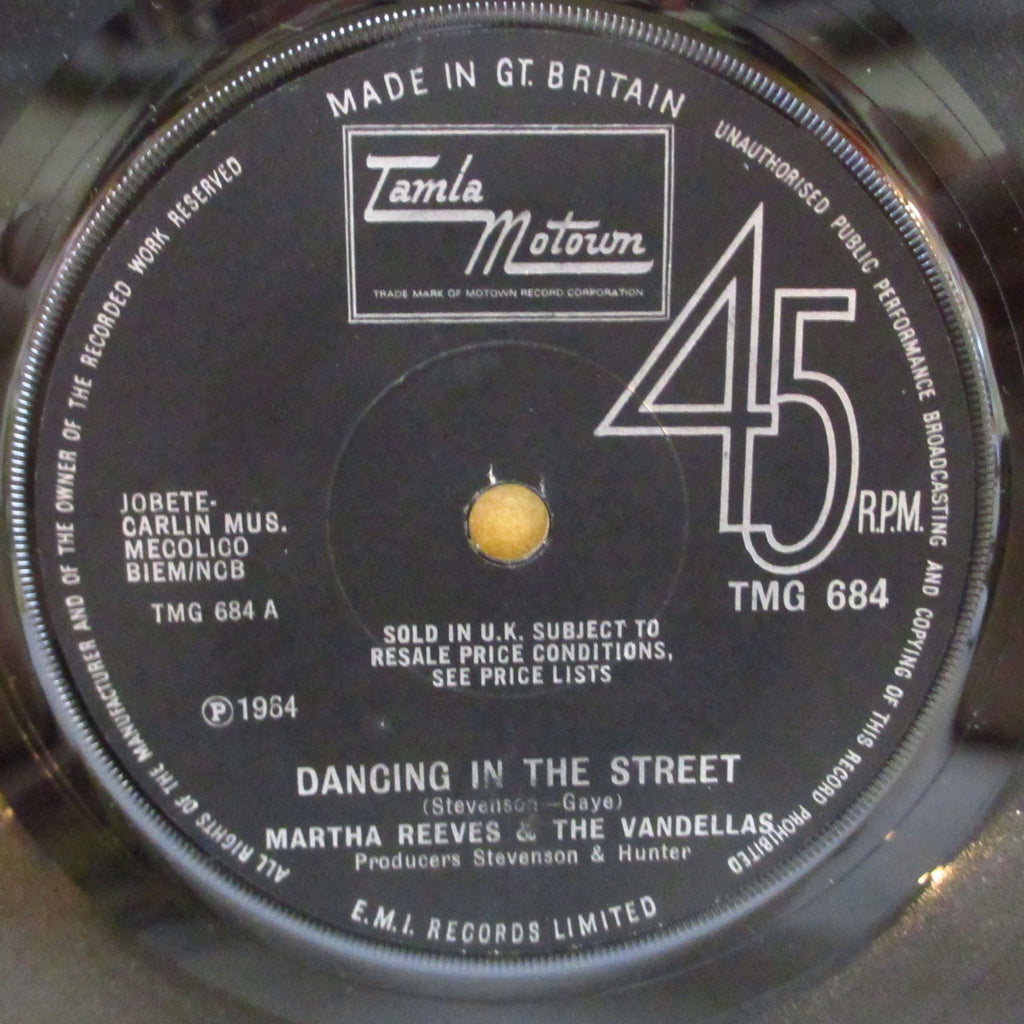 MADE IN GT. BRITAIN
UNAUTHORISED PUBLIC PERFORMANCE BROADCASTING AND COPYING OF THIS RECORD PROHIBITED
ALL RIGHTS OF THE MANUFACTURER AND OF THE OWNER OF THE RECORDED WORK RESERVED
Tamla
Motown
TRADE MARK OF MOTOWN RECORD CORPORATION
45
R.P.M.
JOBETE-
CARLIN MUS.
MECOLICO
BIEM/NCB
TMG 684 A
TMG 684
SOLD IN U.K. SUBJECT TO
RESALE PRICE CONDITIONS,
SEE PRICE LISTS
Ⓟ 1964
DANCING IN THE STREET
(Stevenson—Gaye)
MARTHA REEVES & THE VANDELLAS
Producers Stevenson & Hunter
E.M.I. RECORDS LIMITED